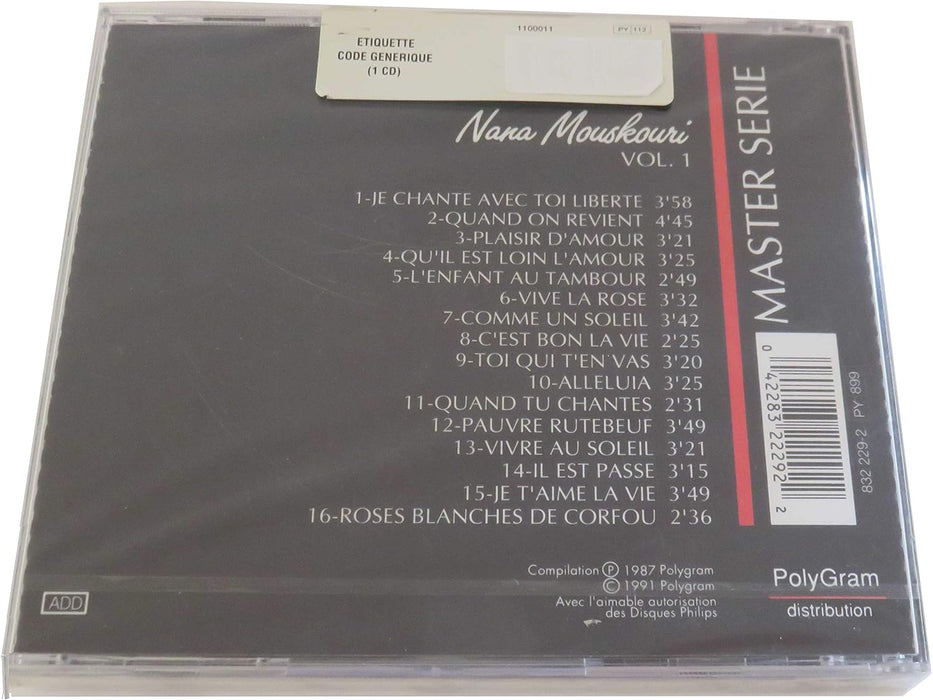 ETIQUETTE
CODE GENERIQUE
(1 CD)
1100011
PY 112
Nana Mouskouri
VOL. 1
1-JE CHANTE AVEC TOI LIBERTE 3'58
2-QUAND ON REVIENT 4'45
3-PLAISIR D'AMOUR 3'21
4-QU'IL EST LOIN L'AMOUR 3'25
5-L'ENFANT AU TAMBOUR 2'49
6-VIVE LA ROSE 3'32
7-COMME UN SOLEIL 3'42
8-C'EST BON LA VIE 2'25
9-TOI QUI T'EN VAS 3'20
10-ALLELUIA 3'25
11-QUAND TU CHANTES 2'31
12-PAUVRE RUTEBEUF 3'49
13-VIVRE AU SOLEIL 3'21
14-IL EST PASSE 3'15
15-JE T'AIME LA VIE 3'49
16-ROSES BLANCHES DE CORFOU 2'36
MASTER SERIE
0 42283 22292 2
832 229-2 PY 899
Compilation ℗ 1987 Polygram
© 1991 Polygram
Avec l'aimable autorisation
des Disques Philips
ADD
PolyGram
distribution